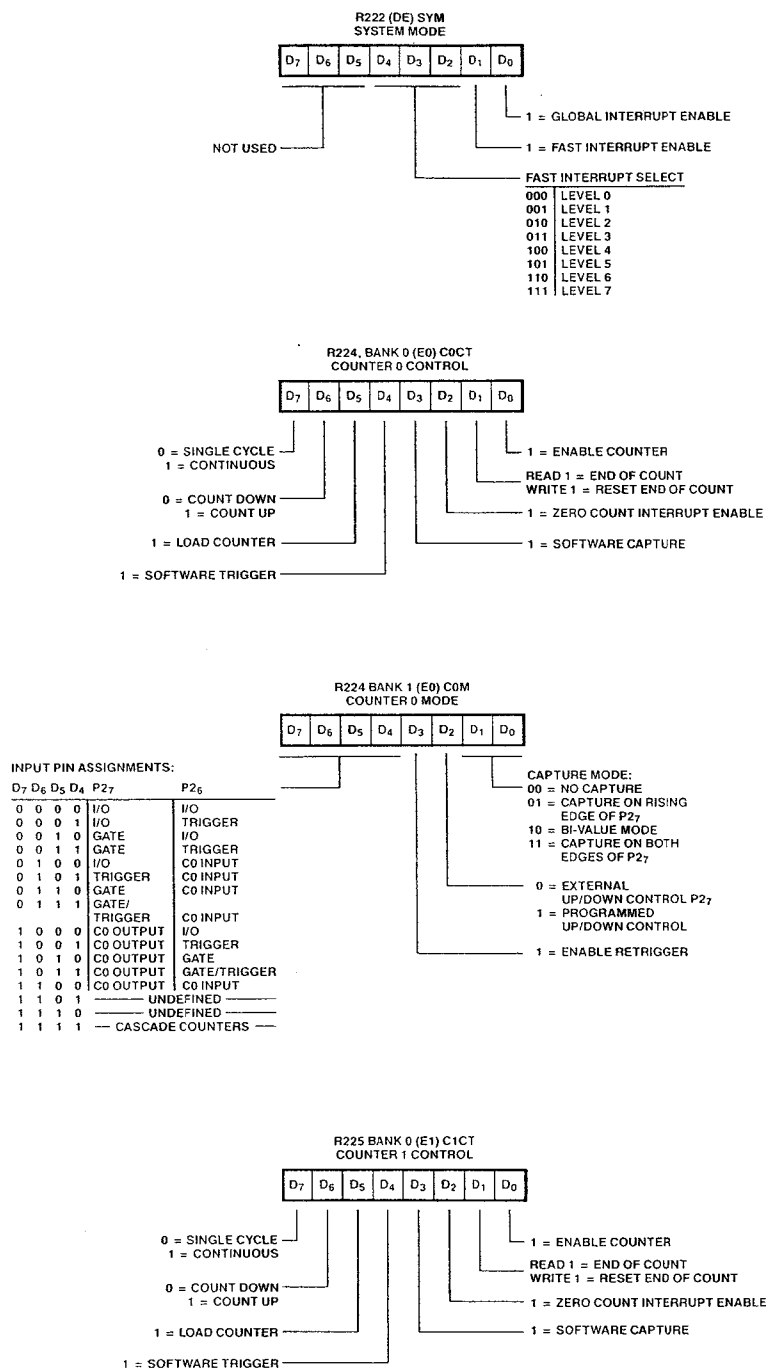 R222 (DE) SYM
SYSTEM MODE
D7 D6 D5 D4 D3 D2 D1 D0
1 = GLOBAL INTERRUPT ENABLE
NOT USED
1 = FAST INTERRUPT ENABLE
FAST INTERRUPT SELECT
000 LEVEL 0
001 LEVEL 1
010 LEVEL 2
011 LEVEL 3
100 LEVEL 4
101 LEVEL 5
110 LEVEL 6
111 LEVEL 7
R224, BANK 0 (E0) C0CT
COUNTER 0 CONTROL
D7 D6 D5 D4 D3 D2 D1 D0
0 = SINGLE CYCLE
1 = CONTINUOUS
0 = COUNT DOWN
1 = COUNT UP
1 = LOAD COUNTER
1 = SOFTWARE TRIGGER
1 = ENABLE COUNTER
READ 1 = END OF COUNT
WRITE 1 = RESET END OF COUNT
1 = ZERO COUNT INTERRUPT ENABLE
1 = SOFTWARE CAPTURE
R224 BANK 1 (E0) C0M
COUNTER 0 MODE
D7 D6 D5 D4 D3 D2 D1 D0
INPUT PIN ASSIGNMENTS:
D7 D6 D5 D4 P27 P26
0 0 0 0 I/O I/O
0 0 0 1 I/O TRIGGER
0 0 1 0 GATE I/O
0 0 1 1 GATE TRIGGER
0 1 0 0 I/O C0 INPUT
0 1 0 1 TRIGGER C0 INPUT
0 1 1 0 GATE C0 INPUT
0 1 1 1 GATE/
TRIGGER C0 INPUT
1 0 0 0 C0 OUTPUT I/O
1 0 0 1 C0 OUTPUT TRIGGER
1 0 1 0 C0 OUTPUT GATE
1 0 1 1 C0 OUTPUT GATE/TRIGGER
1 1 0 0 C0 OUTPUT C0 INPUT
1 1 0 1 UNDEFINED
1 1 1 0 UNDEFINED
1 1 1 1 CASCADE COUNTERS
CAPTURE MODE:
00 = NO CAPTURE
01 = CAPTURE ON RISING
EDGE OF P27
10 = BI-VALUE MODE
11 = CAPTURE ON BOTH
EDGES OF P27
0 = EXTERNAL
UP/DOWN CONTROL P27
1 = PROGRAMMED
UP/DOWN CONTROL
1 = ENABLE RETRIGGER
R225 BANK 0 (E1) C1CT
COUNTER 1 CONTROL
D7 D6 D5 D4 D3 D2 D1 D0
0 = SINGLE CYCLE
1 = CONTINUOUS
0 = COUNT DOWN
1 = COUNT UP
1 = LOAD COUNTER
1 = SOFTWARE TRIGGER
1 = ENABLE COUNTER
READ 1 = END OF COUNT
WRITE 1 = RESET END OF COUNT
1 = ZERO COUNT INTERRUPT ENABLE
1 = SOFTWARE CAPTURE